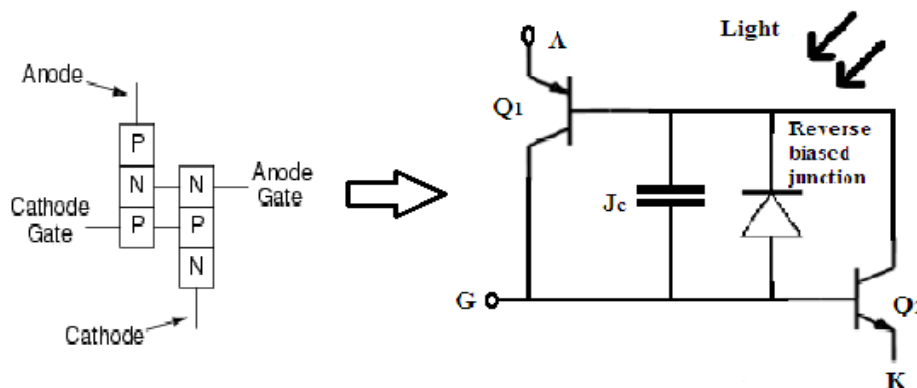 Anode
P
N
N
Anode
Gate
Cathode
Gate
P
P
N
Cathode
A
Light
Q1
Reverse
biased
junction
Jc
G
K